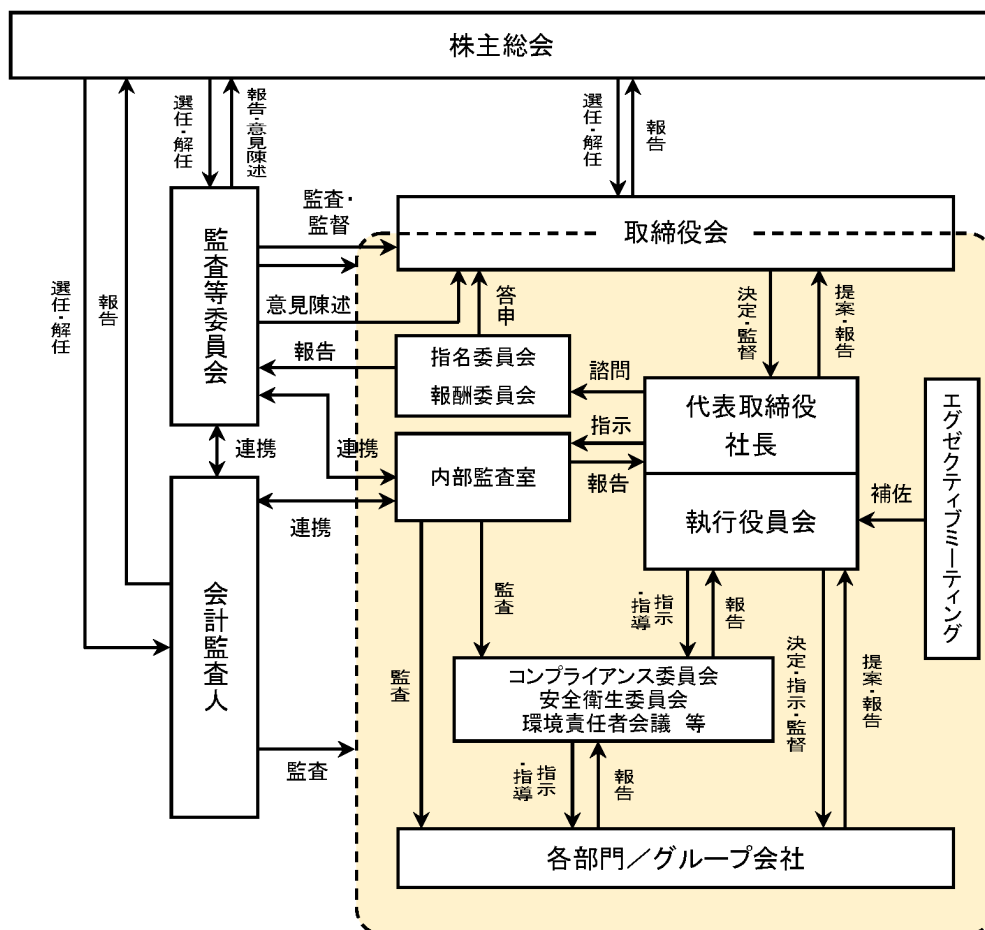 株主総会
選任・解任
報告
選任・解任
報告・意見陳述
選任・解任
報告
監査等委員会
監査・
監督
取締役会
意見陳述
答申
決定・監督
提案・報告
報告
指名委員会
報酬委員会
諮問
代表取締役
社長
指示
報告
内部監査室
連携
連携
連携
執行役員会
補佐
エグゼクティブミーティング
会計監査人
監査
監査
監査
指示
・指導
報告
コンプライアンス委員会
安全衛生委員会
環境責任者会議 等
決定・指示・監督
提案・報告
指示
・指導
報告
各部門／グループ会社